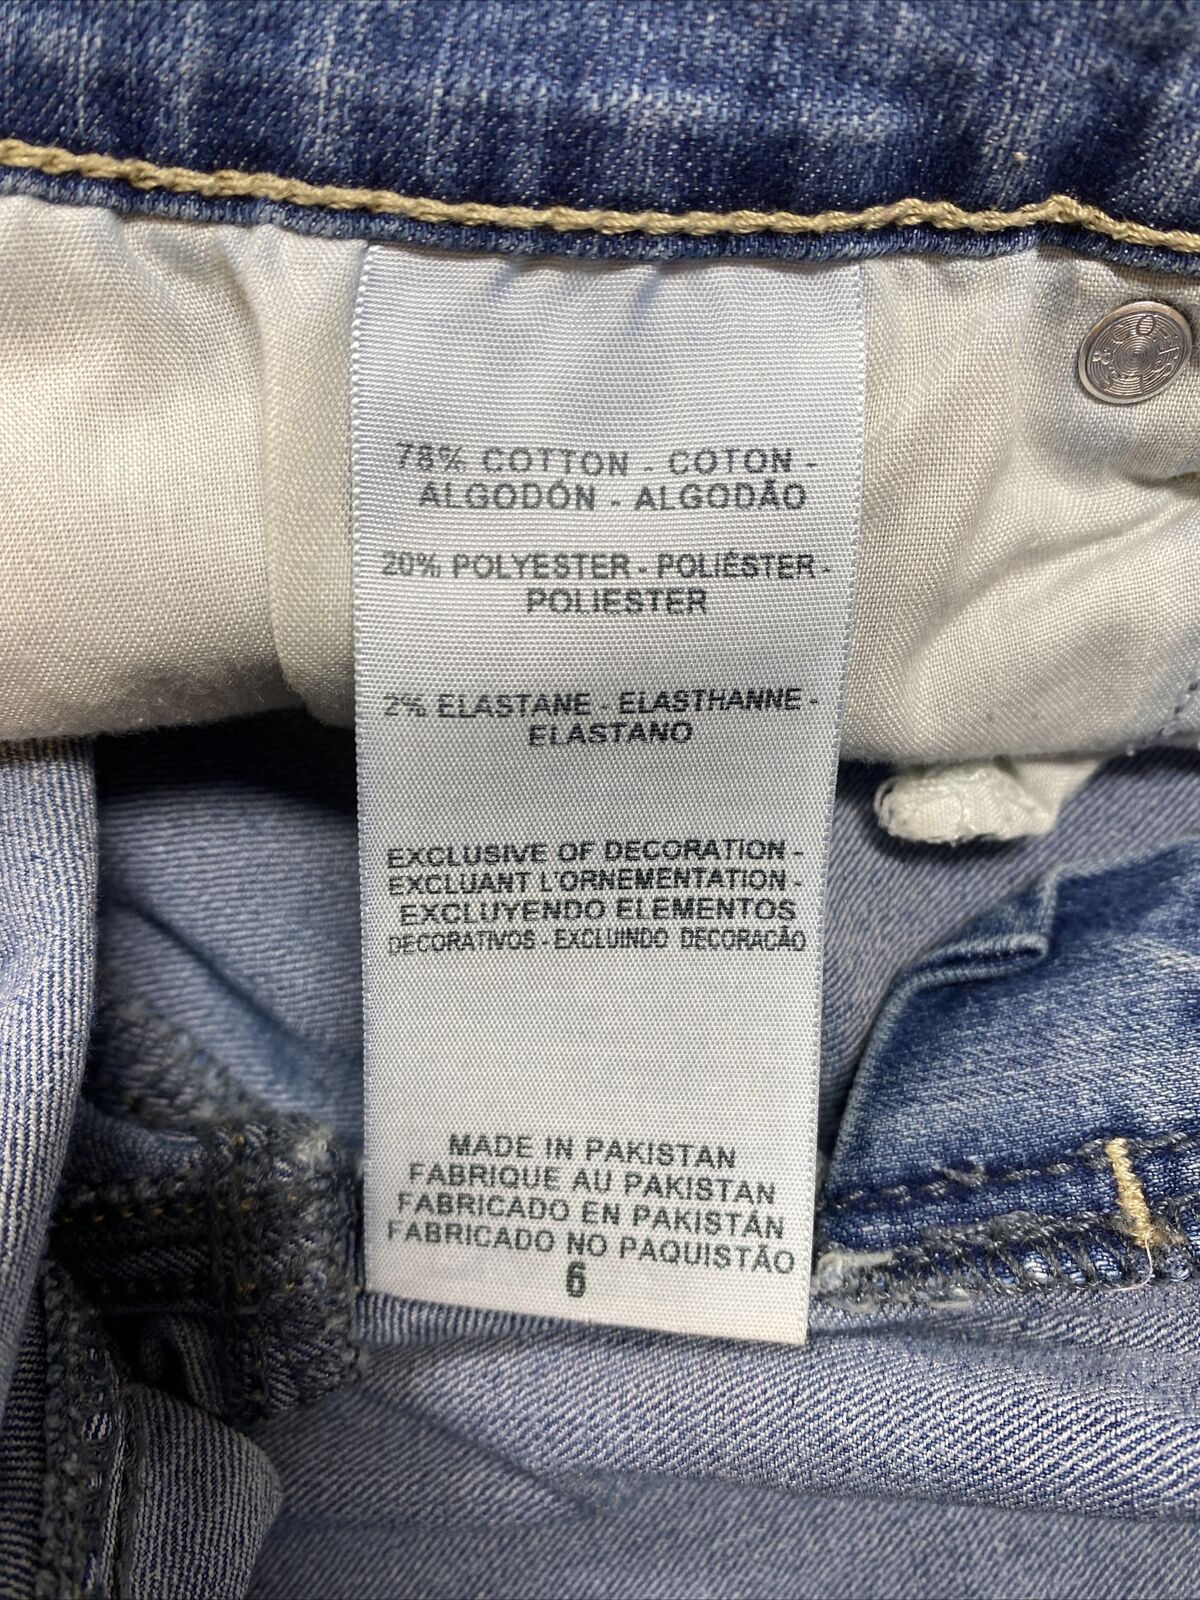 78% COTTON - COTON -
ALGODÓN - ALGODÃO
20% POLYESTER - POLIÉSTER -
POLIESTER
2% ELASTANE - ELASTHANNE -
ELASTANO
EXCLUSIVE OF DECORATION -
EXCLUANT L'ORNEMENTATION -
EXCLUYENDO ELEMENTOS
DECORATIVOS - EXCLUINDO DECORAÇÃO
MADE IN PAKISTAN
FABRIQUE AU PAKISTAN
FABRICADO EN PAKISTÁN
FABRICADO NO PAQUISTÃO
6